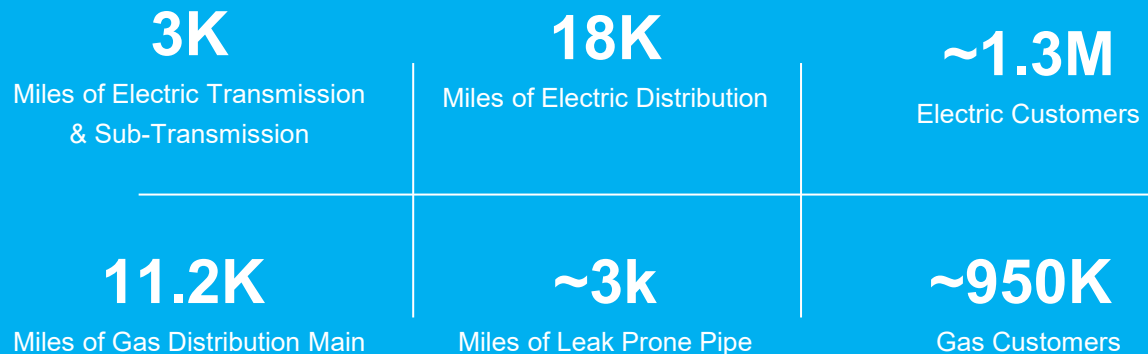 3K
Miles of Electric Transmission
& Sub-Transmission
18K
Miles of Electric Distribution
~1.3M
Electric Customers
11.2K
Miles of Gas Distribution Main
~3k
Miles of Leak Prone Pipe
~950K
Gas Customers